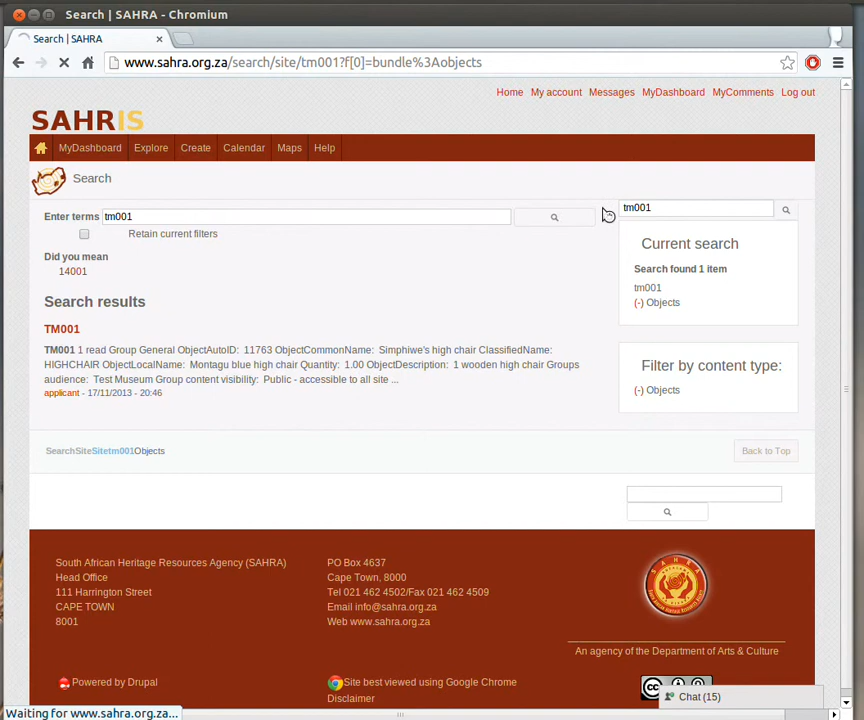 Search | SAHRA - Chromium
Search | SAHRA
www.sahra.org.za/search/site/tm001?f[0]=bundle%3Aobjects
Home My account Messages MyDashboard MyComments Log out
SAHRIS
MyDashboard Explore Create Calendar Maps Help
Search
Enter terms tm001
tm001
Retain current filters
Did you mean
14001
Current search
Search found 1 item
tm001
(-) Objects
Search results
TM001
TM001 1 read Group General ObjectAutoID: 11763 ObjectCommonName: Simphiwe's high chair ClassifiedName:
HIGHCHAIR ObjectLocalName: Montagu blue high chair Quantity: 1.00 ObjectDescription: 1 wooden high chair Groups
audience: Test Museum Group content visibility: Public - accessible to all site ...
applicant - 17/11/2013 - 20:46
Filter by content type:
(-) Objects
SearchSiteSitetm001Objects
Back to Top
South African Heritage Resources Agency (SAHRA)
Head Office
111 Harrington Street
CAPE TOWN
8001
PO Box 4637
Cape Town, 8000
Tel 021 462 4502/Fax 021 462 4509
Email info@sahra.org.za
Web www.sahra.org.za
SAHRA
An agency of the Department of Arts & Culture
Powered by Drupal
Site best viewed using Google Chrome
Disclaimer
cc
Chat (15)
Waiting for www.sahra.org.za...